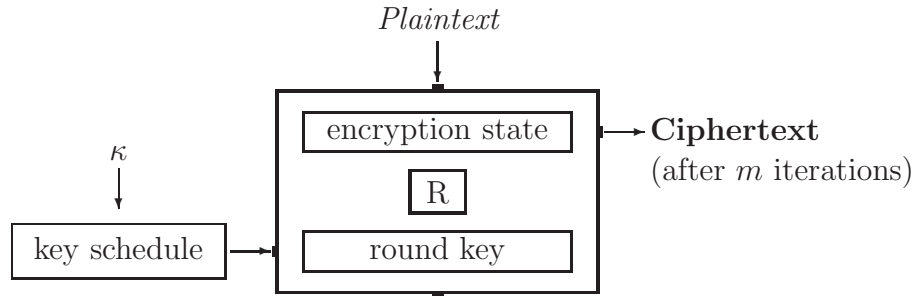 Plaintext
encryption state
Ciphertext
(after m iterations)
κ
R
key schedule
round key